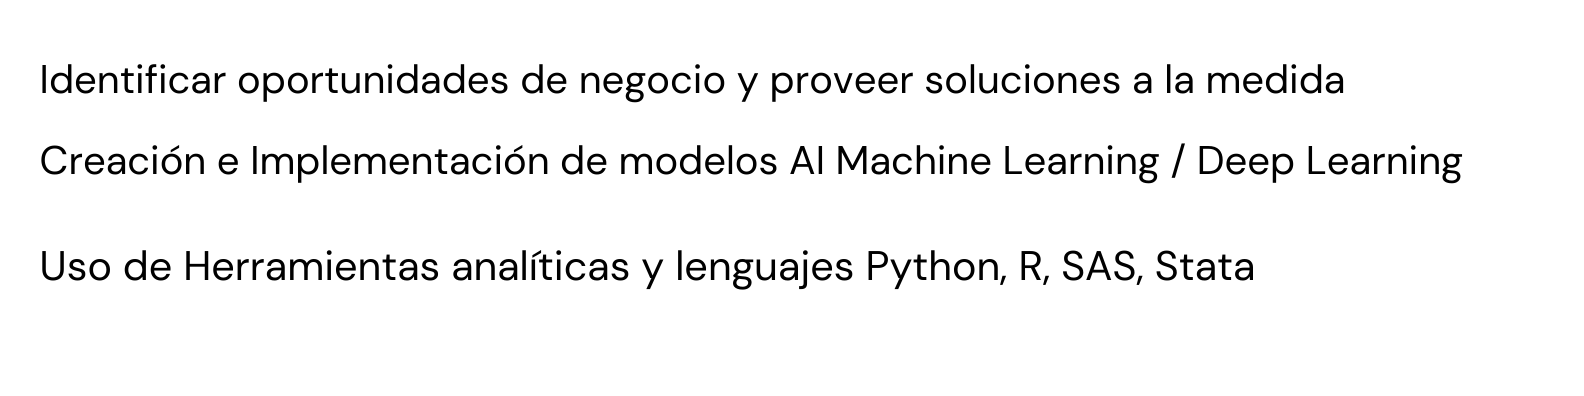 Identificar oportunidades de negocio y proveer soluciones a la medida
Creación e Implementación de modelos AI Machine Learning / Deep Learning
Uso de Herramientas analíticas y lenguajes Python, R, SAS, Stata